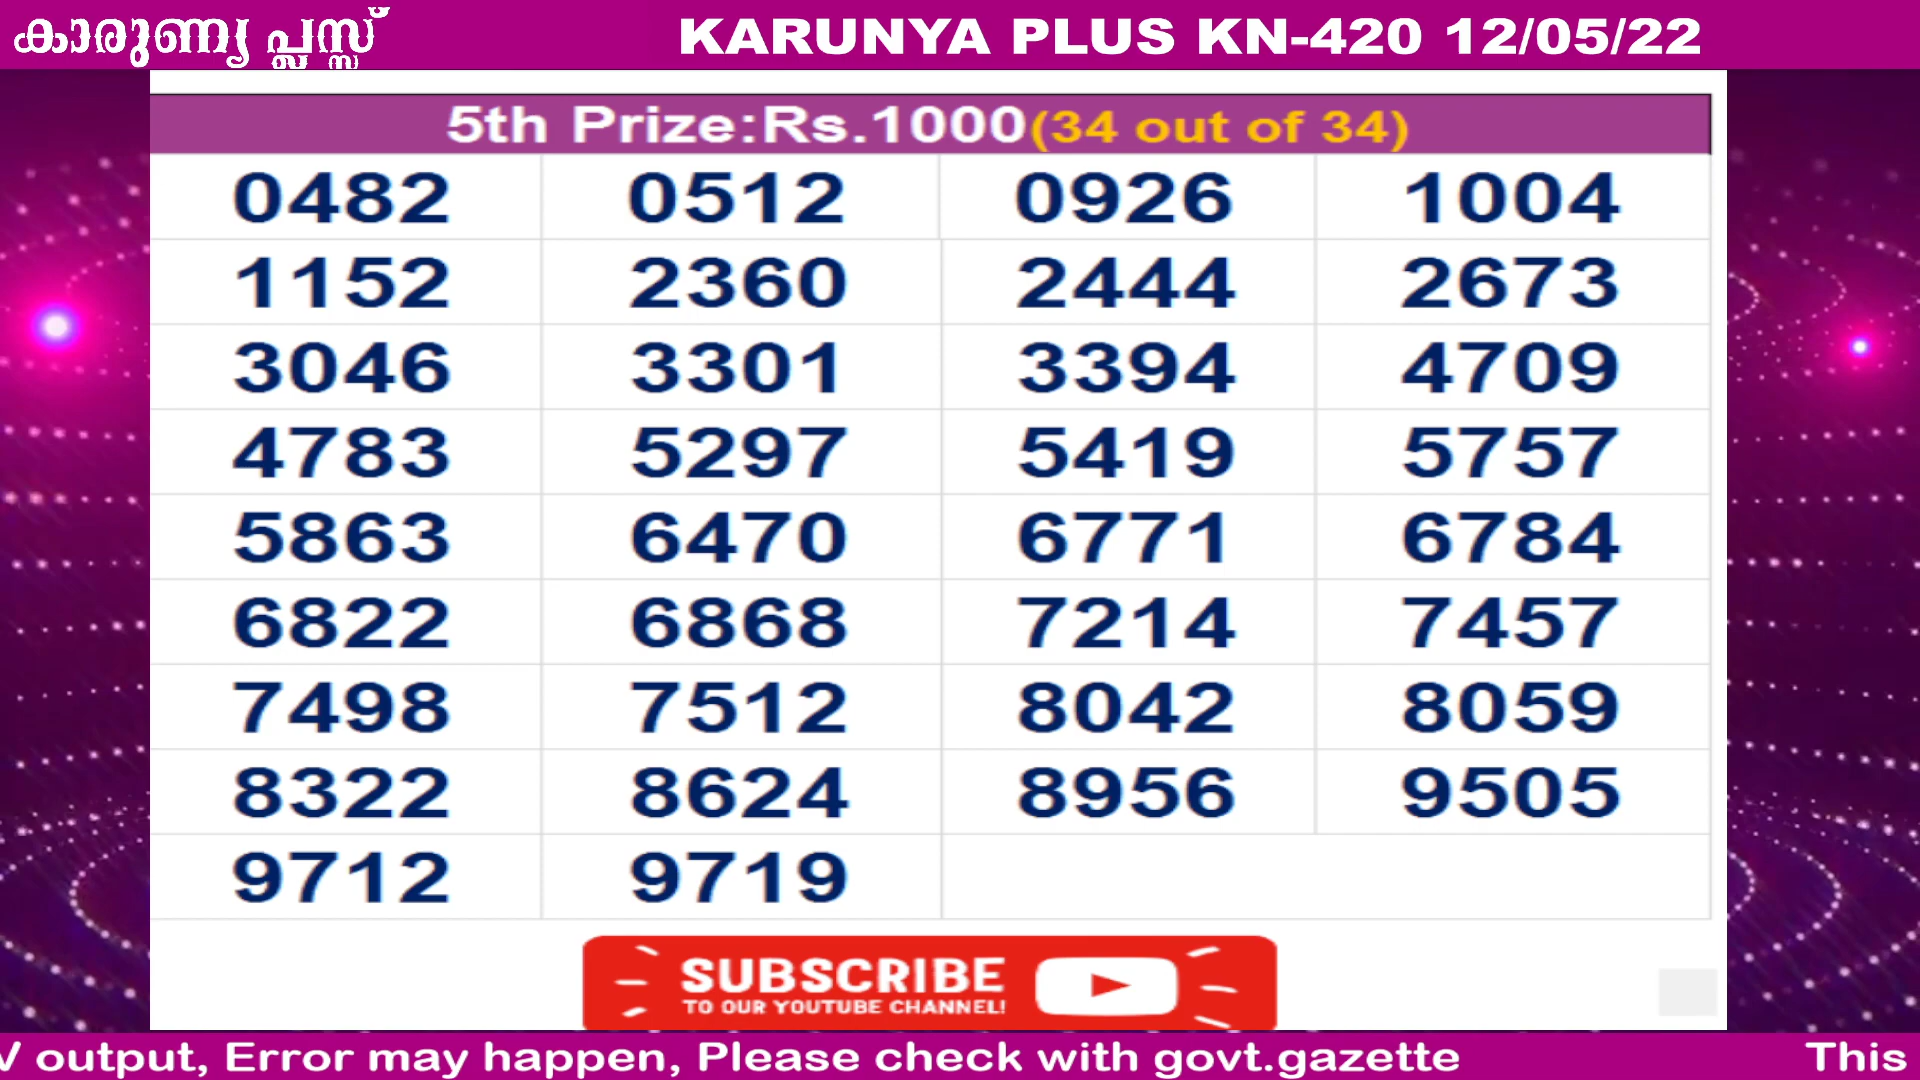 കാരുണ്യ പ്ലസ്സ് KARUNYA PLUS KN-420 12/05/22
5th Prize:Rs.1000(34 out of 34)
0482 0512 0926 1004
1152 2360 2444 2673
3046 3301 3394 4709
4783 5297 5419 5757
5863 6470 6771 6784
6822 6868 7214 7457
7498 7512 8042 8059
8322 8624 8956 9505
9712 9719
SUBSCRIBE
TO OUR YOUTUBE CHANNEL!
V output, Error may happen, Please check with govt.gazette This